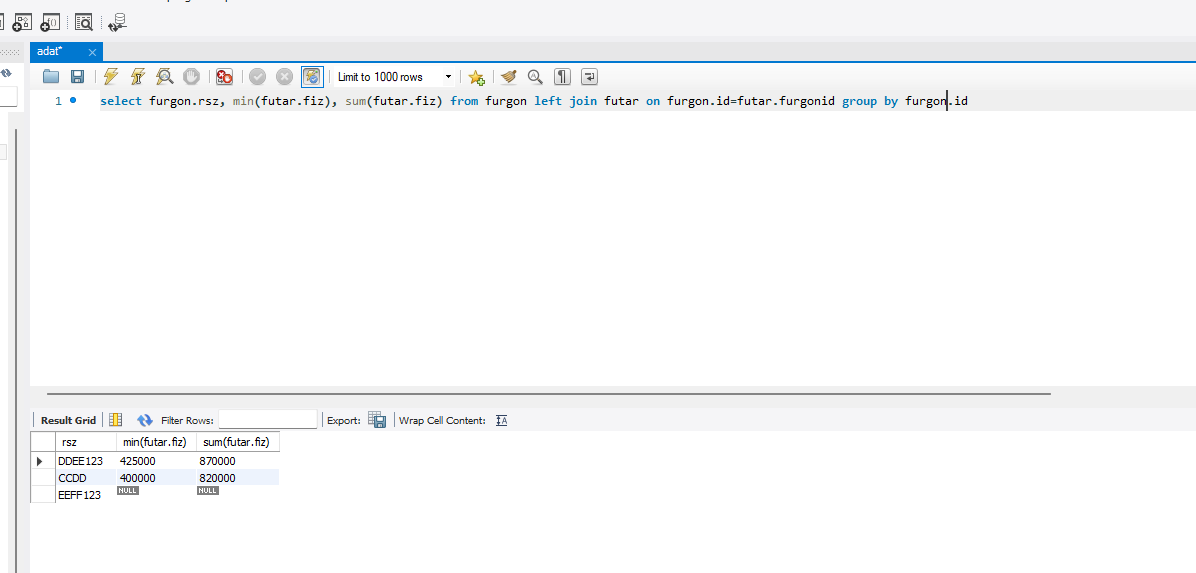 adat*
Limit to 1000 rows
1 select furgon.rsz, min(futar.fiz), sum(futar.fiz) from furgon left join futar on furgon.id=futar.furgonid group by furgon.id
Result Grid Filter Rows: Export: Wrap Cell Content:
rsz min(futar.fiz) sum(futar.fiz)
DDEE123 425000 870000
CCDD 400000 820000
EEFF123 NULL NULL